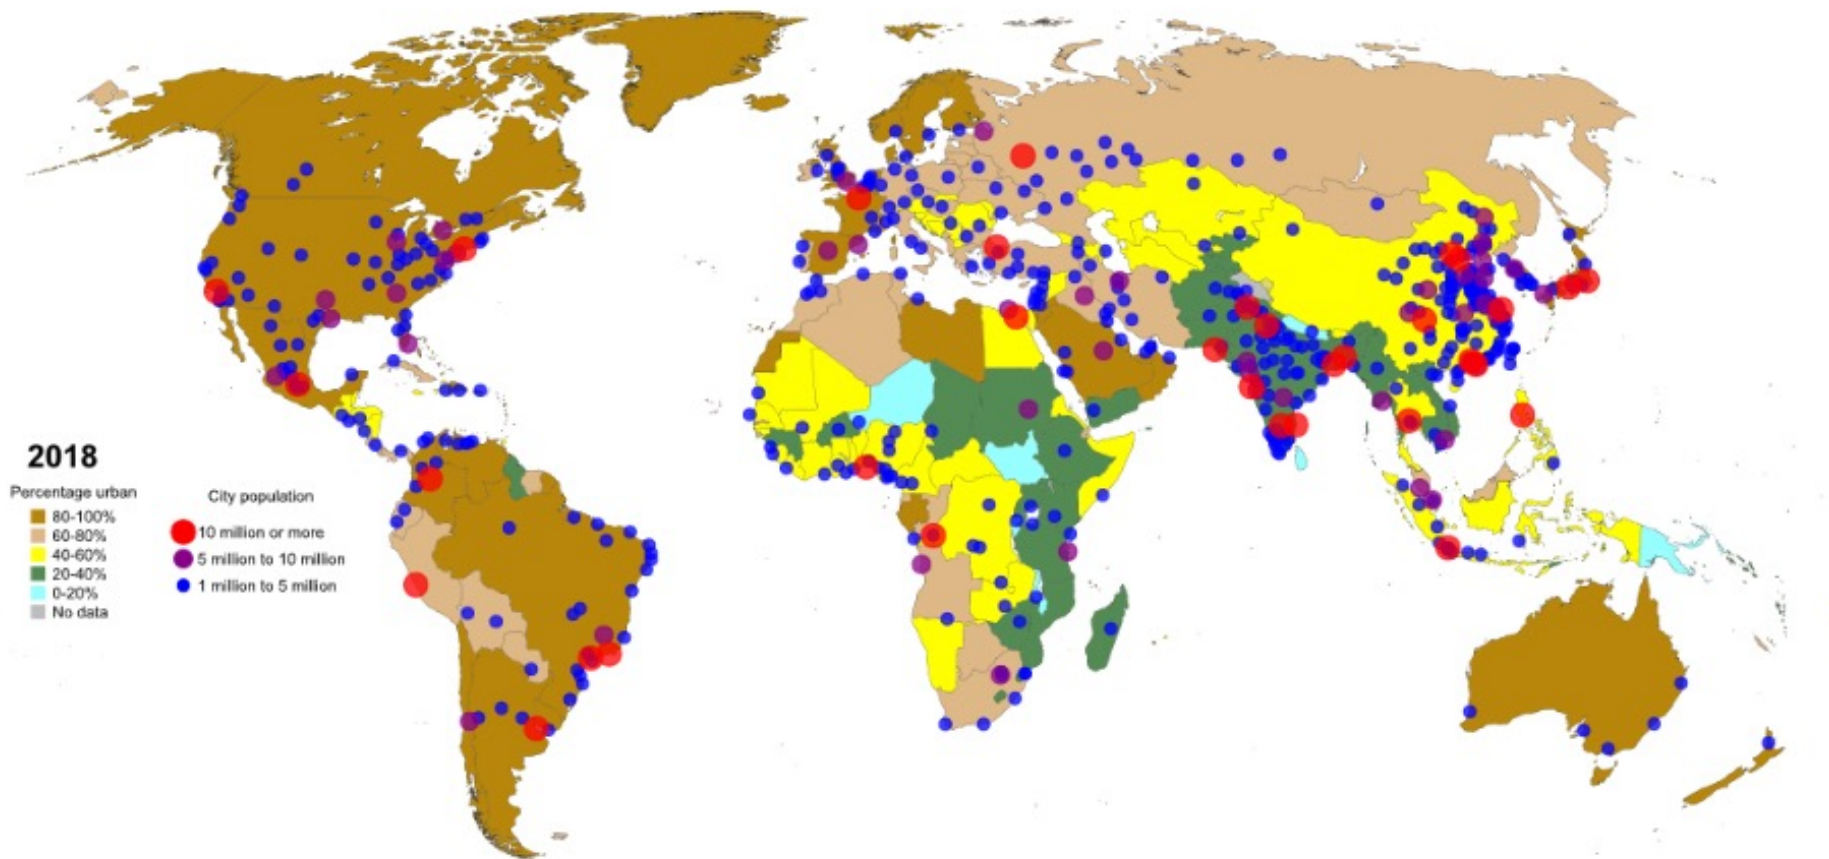 2018
Percentage urban
80-100%
60-80%
40-60%
20-40%
0-20%
No data
City population
10 million or more
5 million to 10 million
1 million to 5 million